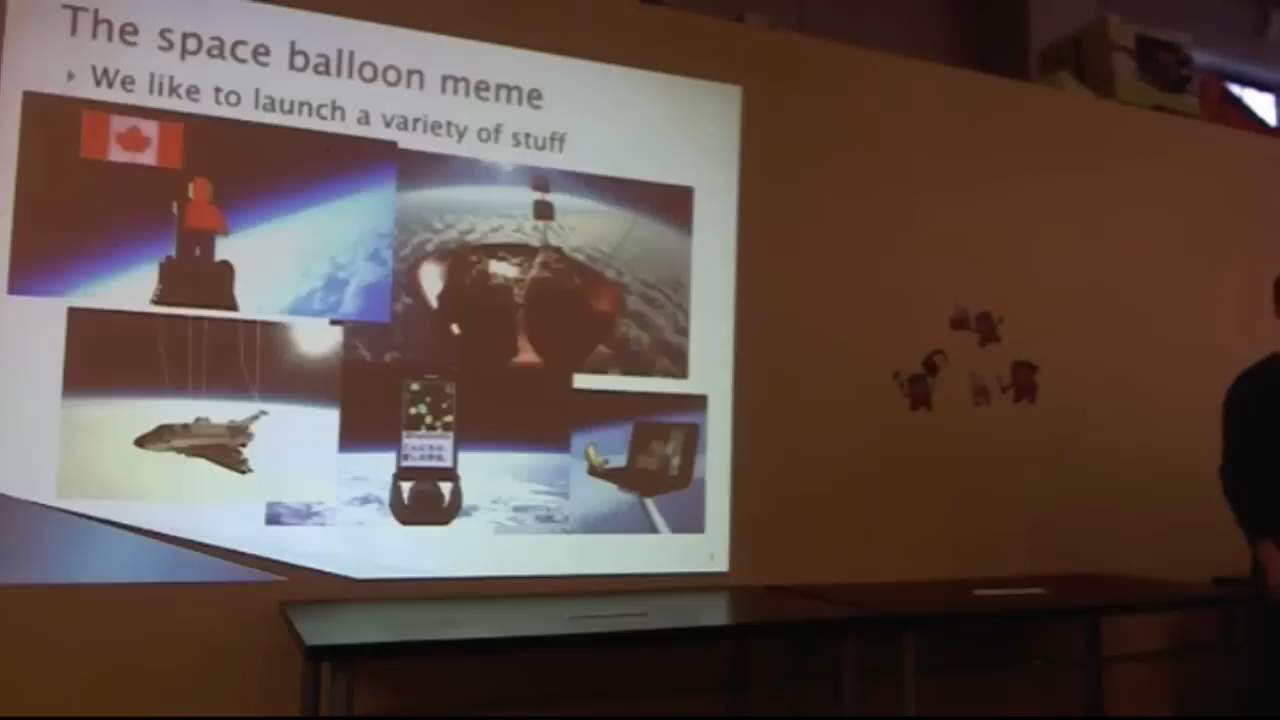 The space balloon meme
We like to launch a variety of stuff